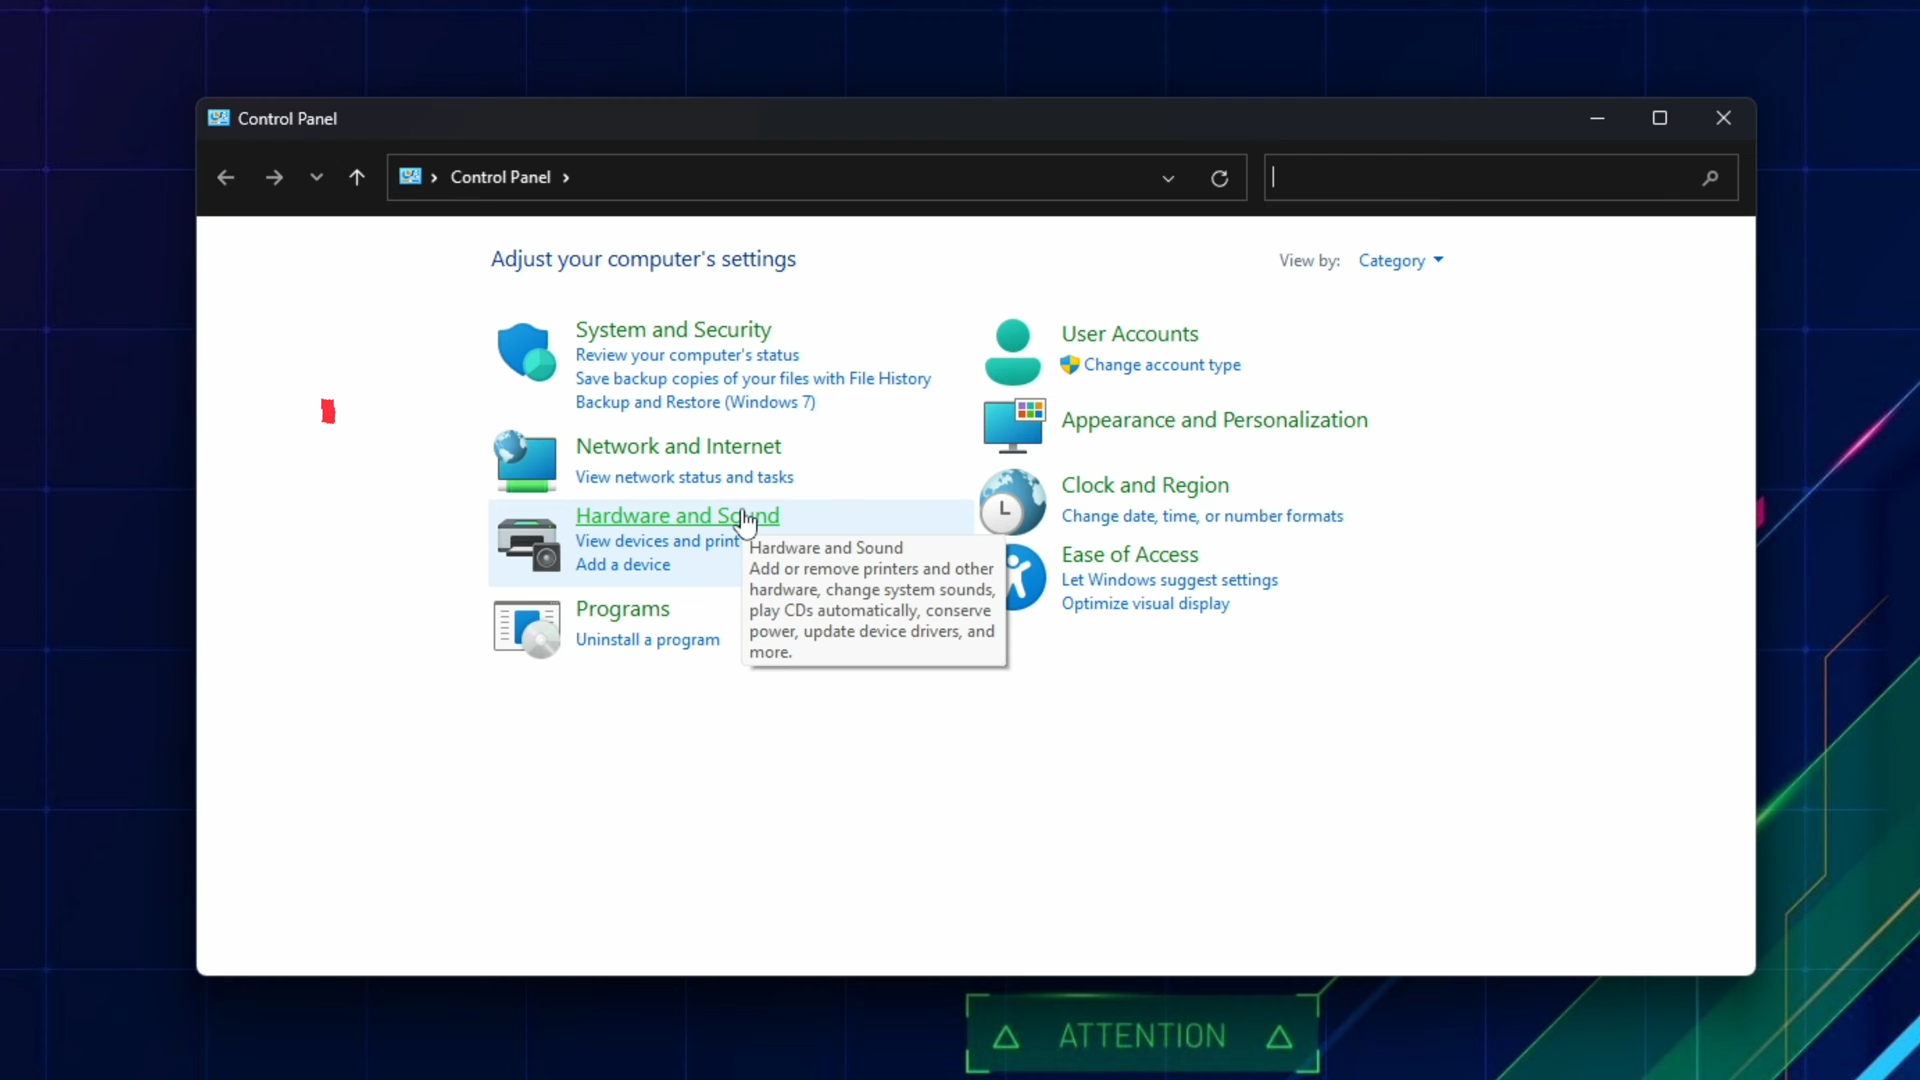 Control Panel
Control Panel
Adjust your computer's settings
View by: Category
System and Security
Review your computer's status
Save backup copies of your files with File History
Backup and Restore (Windows 7)
Network and Internet
View network status and tasks
Hardware and Sound
View devices and print
Add a device
Programs
Uninstall a program
Hardware and Sound
Add or remove printers and other
hardware, change system sounds,
play CDs automatically, conserve
power, update device drivers, and
more.
User Accounts
Change account type
Appearance and Personalization
Clock and Region
Change date, time, or number formats
Ease of Access
Let Windows suggest settings
Optimize visual display
ATTENTION